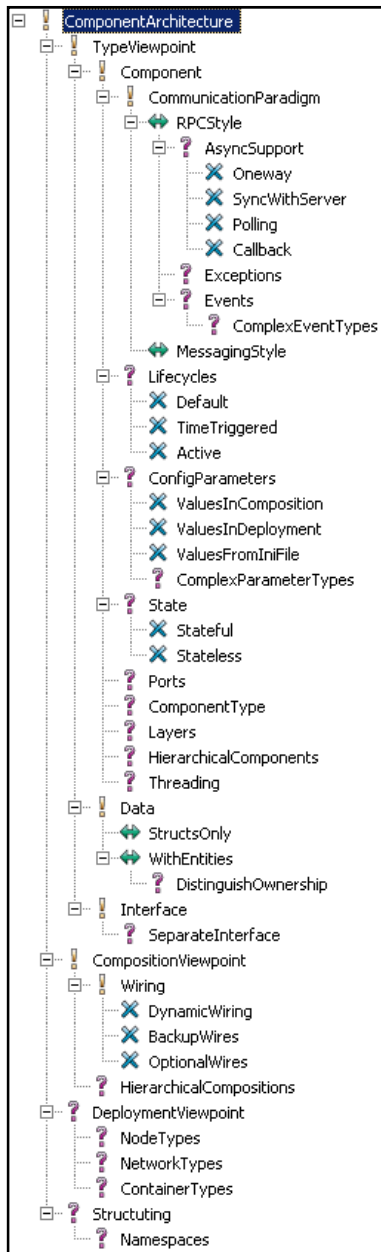 ComponentArchitecture
TypeViewpoint
Component
CommunicationParadigm
RPCStyle
AsyncSupport
Oneway
SyncWithServer
Polling
Callback
Exceptions
Events
ComplexEventTypes
MessagingStyle
Lifecycles
Default
TimeTriggered
Active
ConfigParameters
ValuesInComposition
ValuesInDeployment
ValuesFromIniFile
ComplexParameterTypes
State
Stateful
Stateless
Ports
ComponentType
Layers
HierarchicalComponents
Threading
Data
StructsOnly
WithEntities
DistinguishOwnership
Interface
SeparateInterface
CompositionViewpoint
Wiring
DynamicWiring
BackupWires
OptionalWires
HierarchicalCompositions
DeploymentViewpoint
NodeTypes
NetworkTypes
ContainerTypes
Structuting
Namespaces